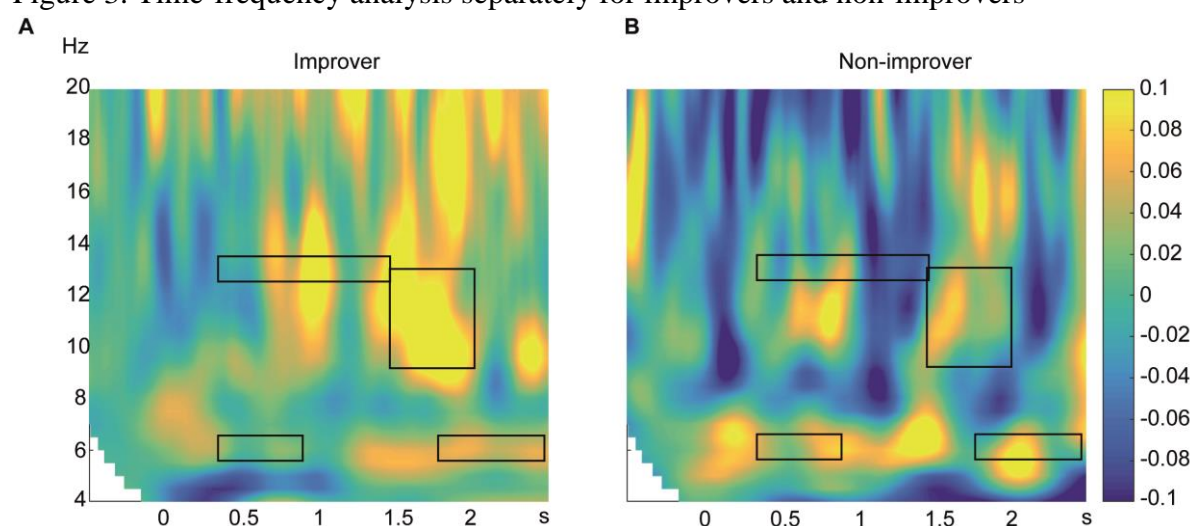 Figure 3. Time-frequency analysis separately for improvers and non-improvers
A
B
Hz
Improver
Non-improver
20
18
16
14
12
10
8
6
4
0 0.5 1 1.5 2 s
0 0.5 1 1.5 2 s
0.1
0.08
0.06
0.04
0.02
0
-0.02
-0.04
-0.06
-0.08
-0.1